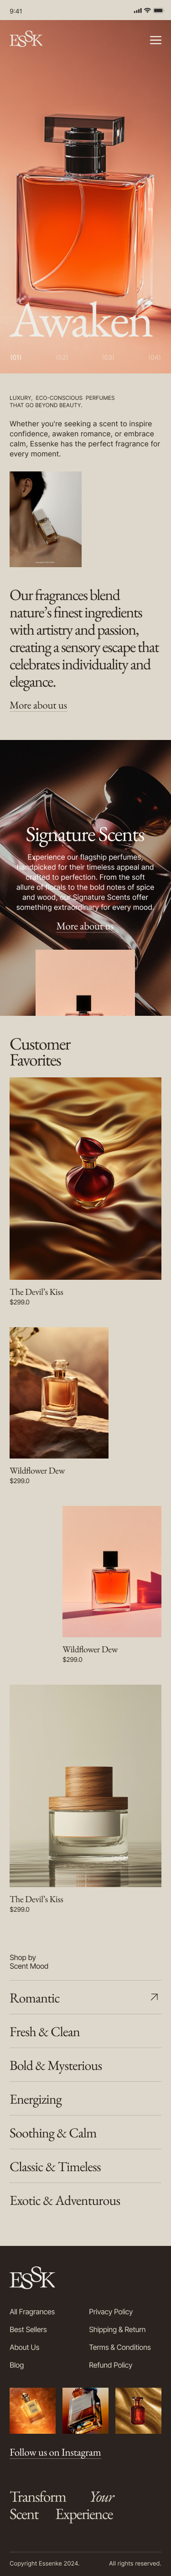 9:41
ESSK
Awaken
(01) (02) (03) (04)
LUXURY, ECO-CONSCIOUS PERFUMES
THAT GO BEYOND BEAUTY.
Whether you're seeking a scent to inspire
confidence, awaken romance, or embrace
calm, Essenke has the perfect fragrance for
every moment.
Our fragrances blend
nature's finest ingredients
with artistry and passion,
creating a sensory escape that
celebrates individuality and
elegance.
More about us
Signature Scents
Experience our flagship perfumes,
handpicked for their timeless appeal and
crafted to perfection. From the soft
allure of florals to the bold notes of spice
and wood, our Signature Scents offer
something extraordinary for every mood.
More about us
Customer
Favorites
The Devil's Kiss
$299.0
Wildflower Dew
$299.0
Wildflower Dew
$299.0
The Devil's Kiss
$299.0
Shop by
Scent Mood
Romantic
Fresh & Clean
Bold & Mysterious
Energizing
Soothing & Calm
Classic & Timeless
Exotic & Adventurous
ESSK
All Fragrances Privacy Policy
Best Sellers Shipping & Return
About Us Terms & Conditions
Blog Refund Policy
Follow us on Instagram
Transform Your
Scent Experience
Copyright Essenke 2024. All rights reserved.